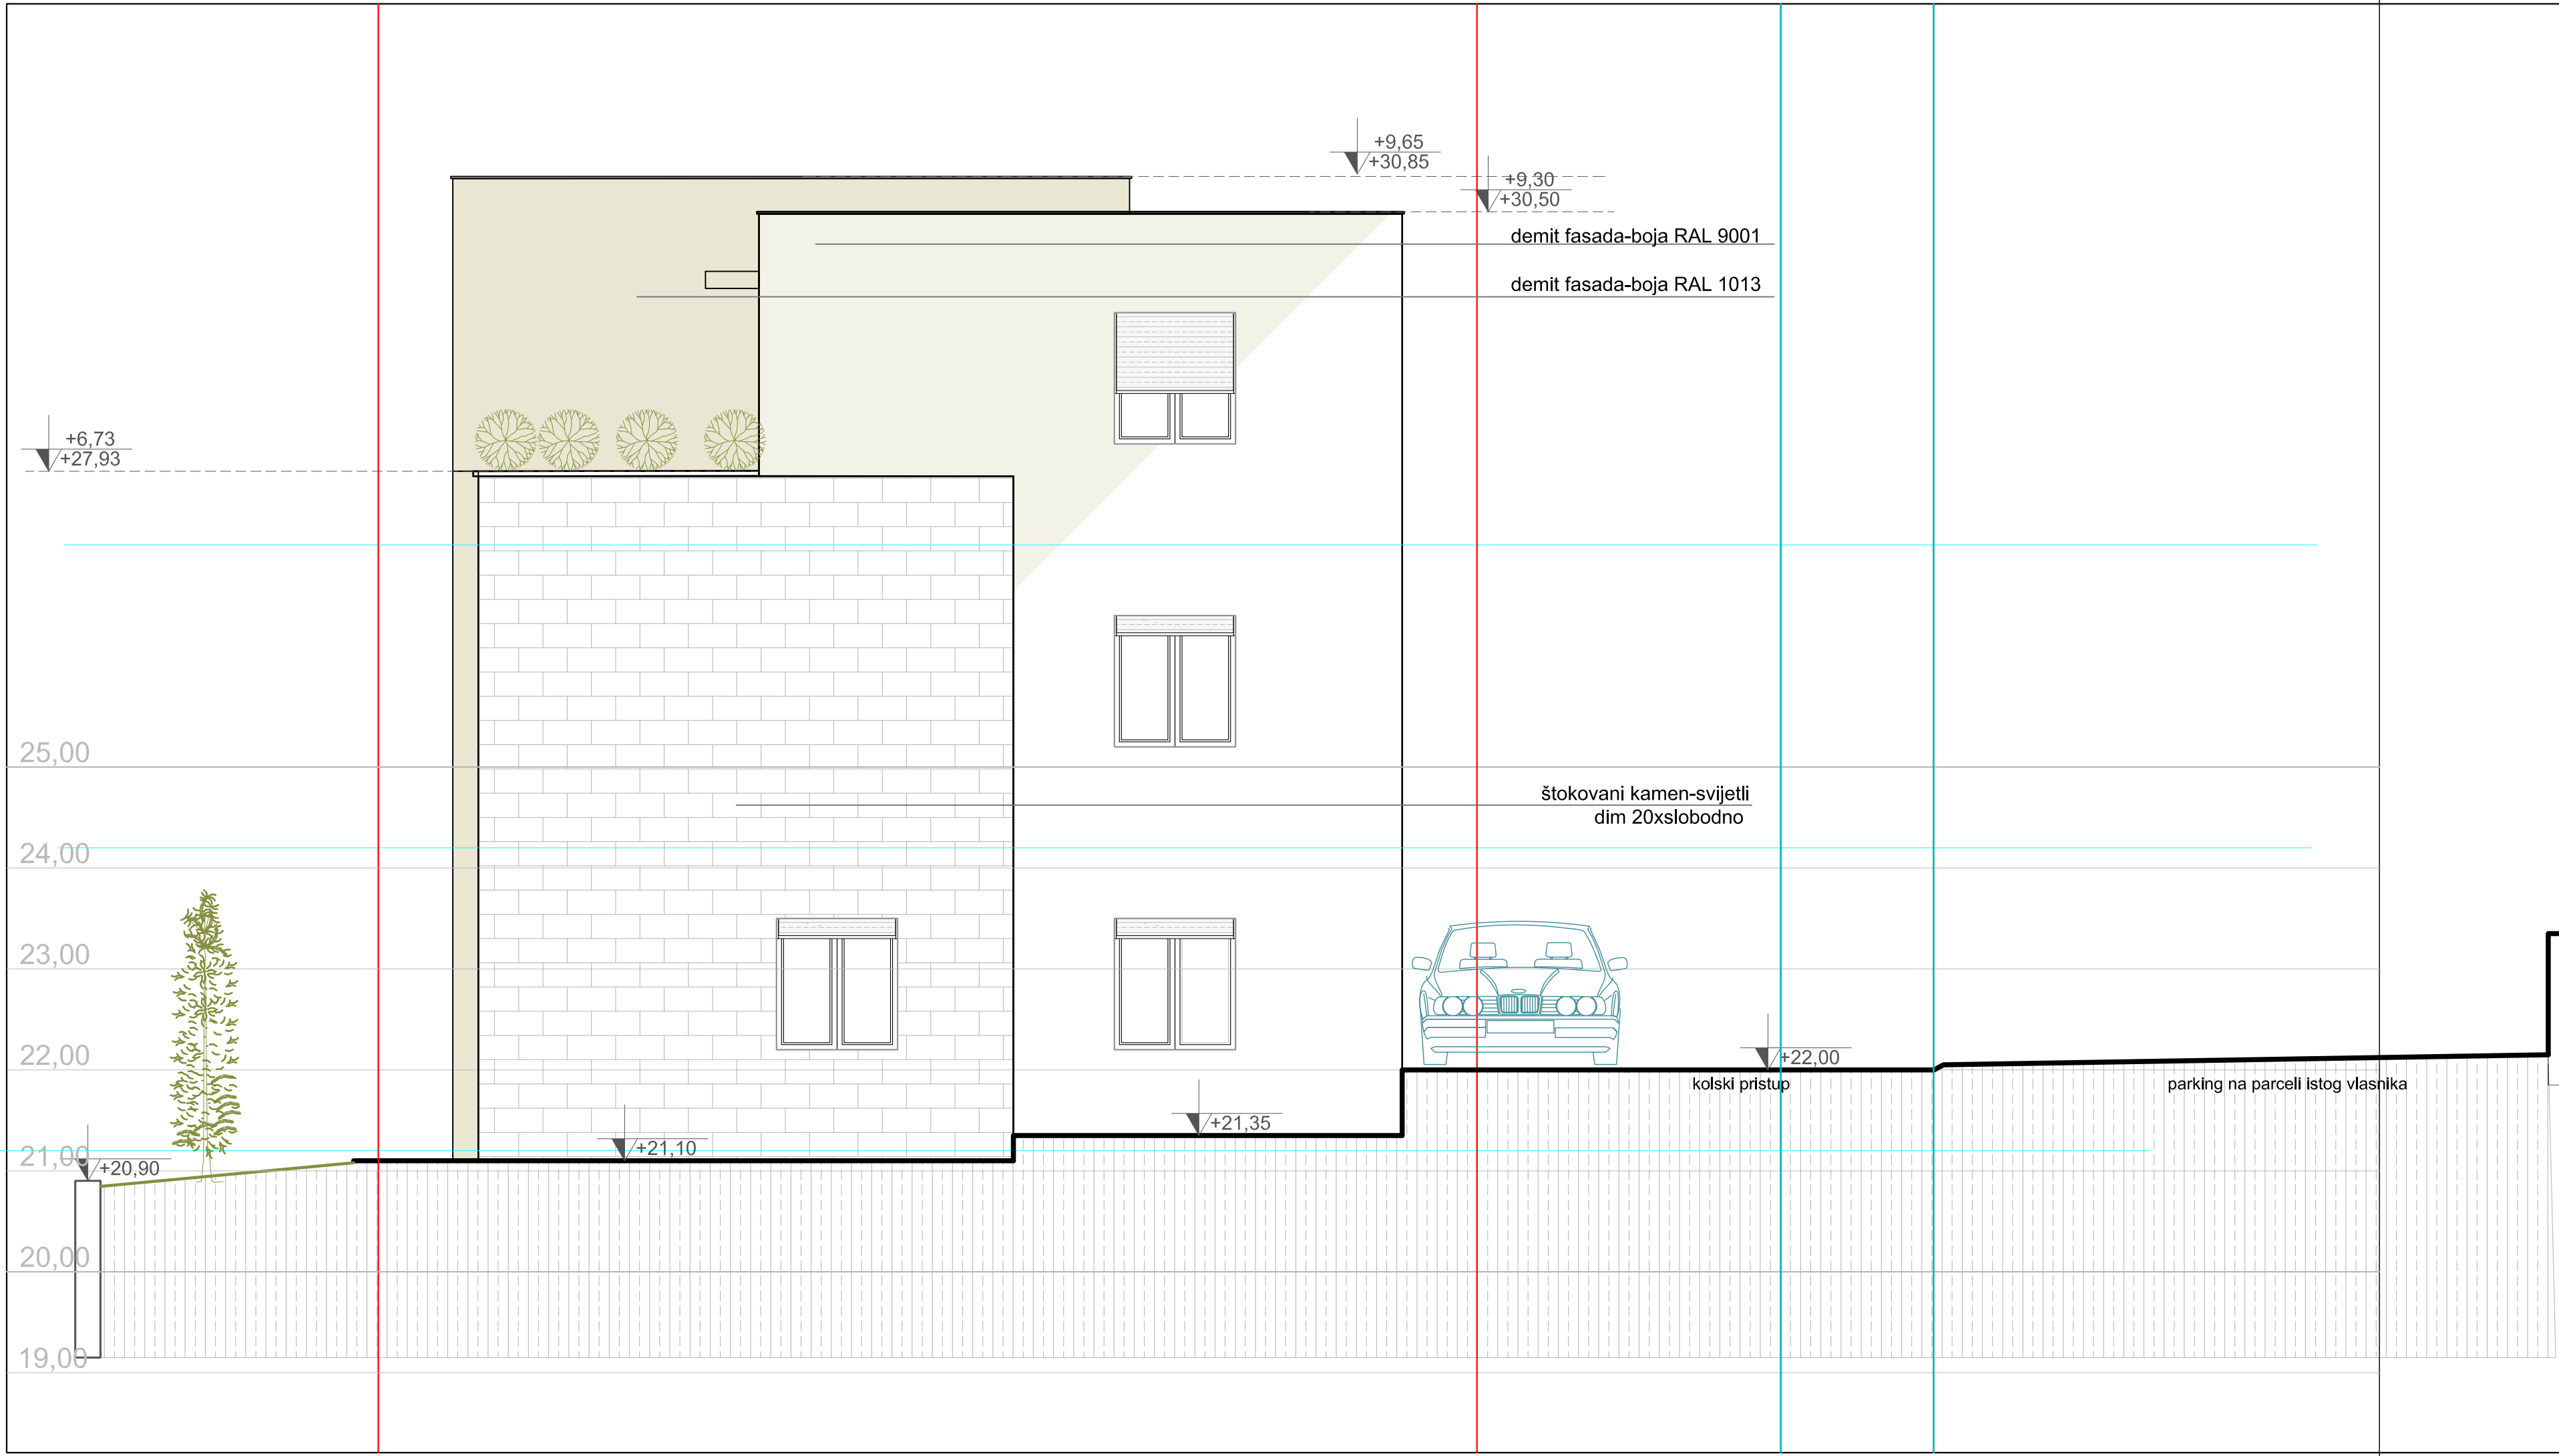 +9,65
+30,85
+9,30
+30,50
demit fasada-boja RAL 9001
demit fasada-boja RAL 1013
+6,73
+27,93
25,00
štokovani kamen-svijetli
dim 20xslobodno
24,00
23,00
22,00
+22,00
kolski pristup
parking na parceli istog vlasnika
+21,35
+21,10
21,00
+20,90
20,00
19,00